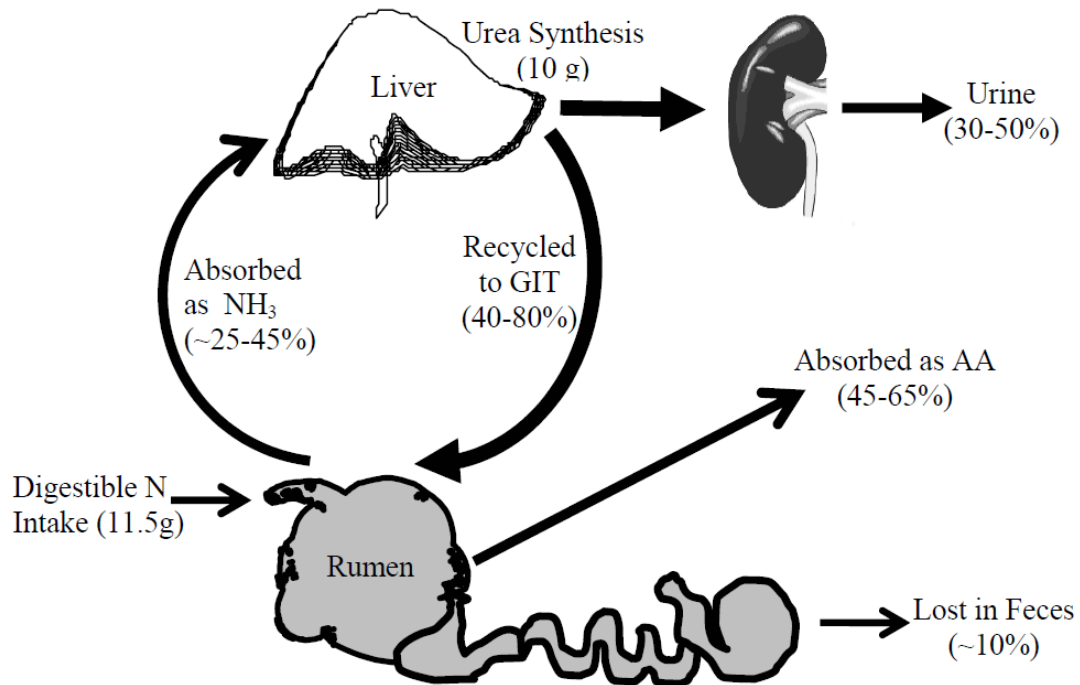 Urea Synthesis
(10 g)
Liver
Urine
(30-50%)
Absorbed
as NH₃
(~25-45%)
Recycled
to GIT
(40-80%)
Absorbed as AA
(45-65%)
Digestible N
Intake (11.5g)
Rumen
Lost in Feces
(~10%)